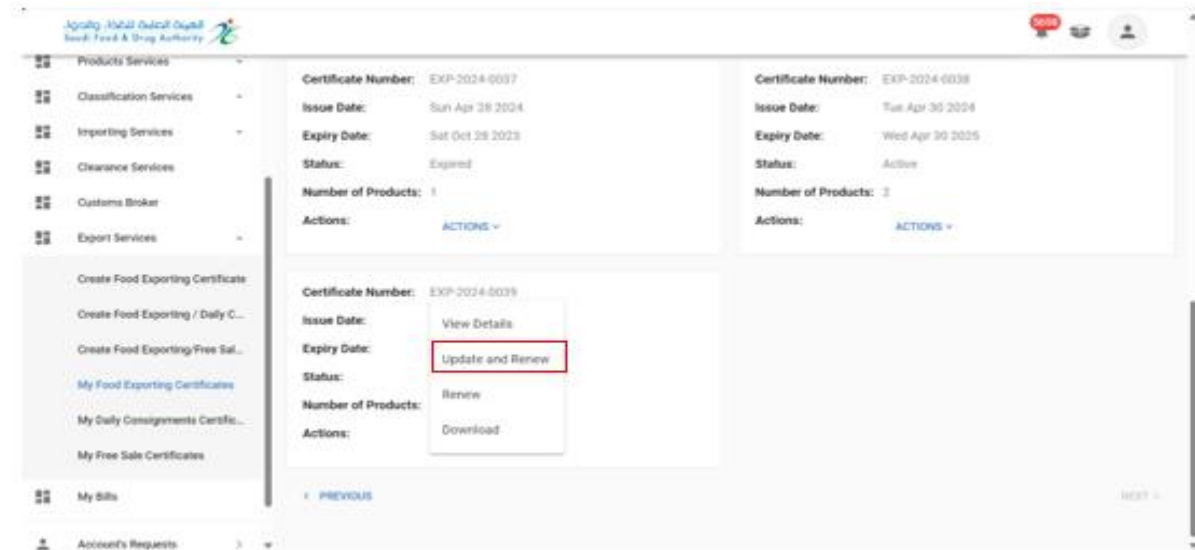 Saudi Food & Drug Authority
5698
Products Services
Classification Services
Importing Services
Clearance Services
Customs Broker
Export Services
Create Food Exporting Certificate
Create Food Exporting / Daily C...
Create Food Exporting/Free Sal...
My Food Exporting Certificates
My Daily Consignments Certific...
My Free Sale Certificates
My Bills
Account's Requests
Certificate Number: EXP-2024-0037
Issue Date: Sun Apr 28 2024
Expiry Date: Sat Oct 28 2023
Status: Expired
Number of Products: 1
Actions: ACTIONS
Certificate Number: EXP-2024-0038
Issue Date: Tue Apr 30 2024
Expiry Date: Wed Apr 30 2025
Status: Active
Number of Products: 2
Actions: ACTIONS
Certificate Number: EXP-2024-0039
Issue Date:
Expiry Date:
Status:
Number of Products:
Actions:
View Details
Update and Renew
Renew
Download
< PREVIOUS
NEXT >